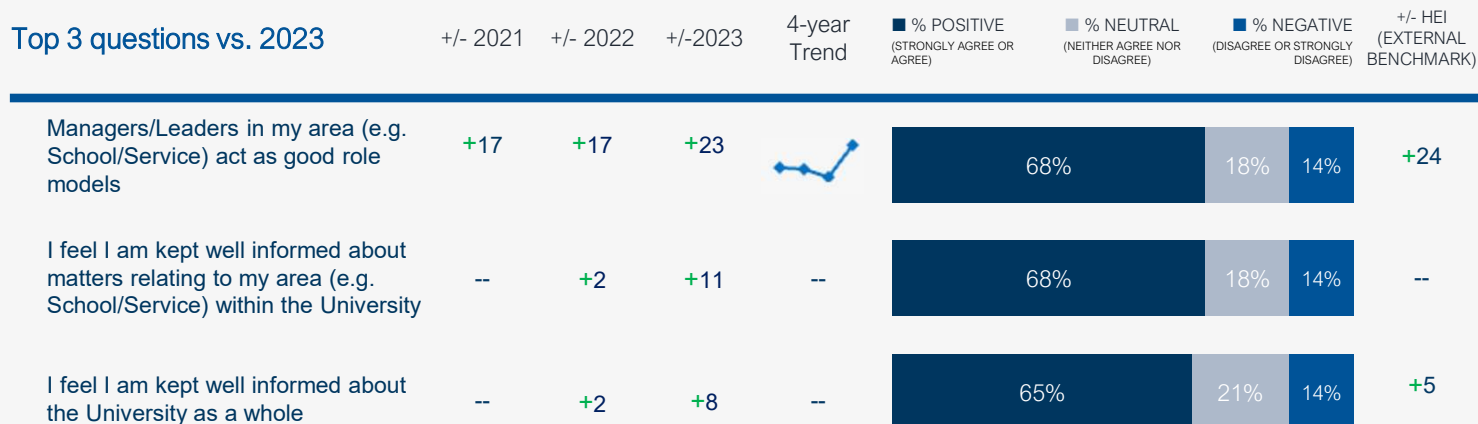 Top 3 questions vs. 2023
+/- 2021
+/- 2022
+/-2023
4-year
Trend
% POSITIVE
(STRONGLY AGREE OR
AGREE)
% NEUTRAL
(NEITHER AGREE NOR
DISAGREE)
% NEGATIVE
(DISAGREE OR STRONGLY
DISAGREE)
+/- HEI
(EXTERNAL
BENCHMARK)
Managers/Leaders in my area (e.g.
School/Service) act as good role
models
+17
+17
+23
68%
18%
14%
+24
I feel I am kept well informed about
matters relating to my area (e.g.
School/Service) within the University
--
+2
+11
--
68%
18%
14%
--
I feel I am kept well informed about
the University as a whole
--
+2
+8
--
65%
21%
14%
+5